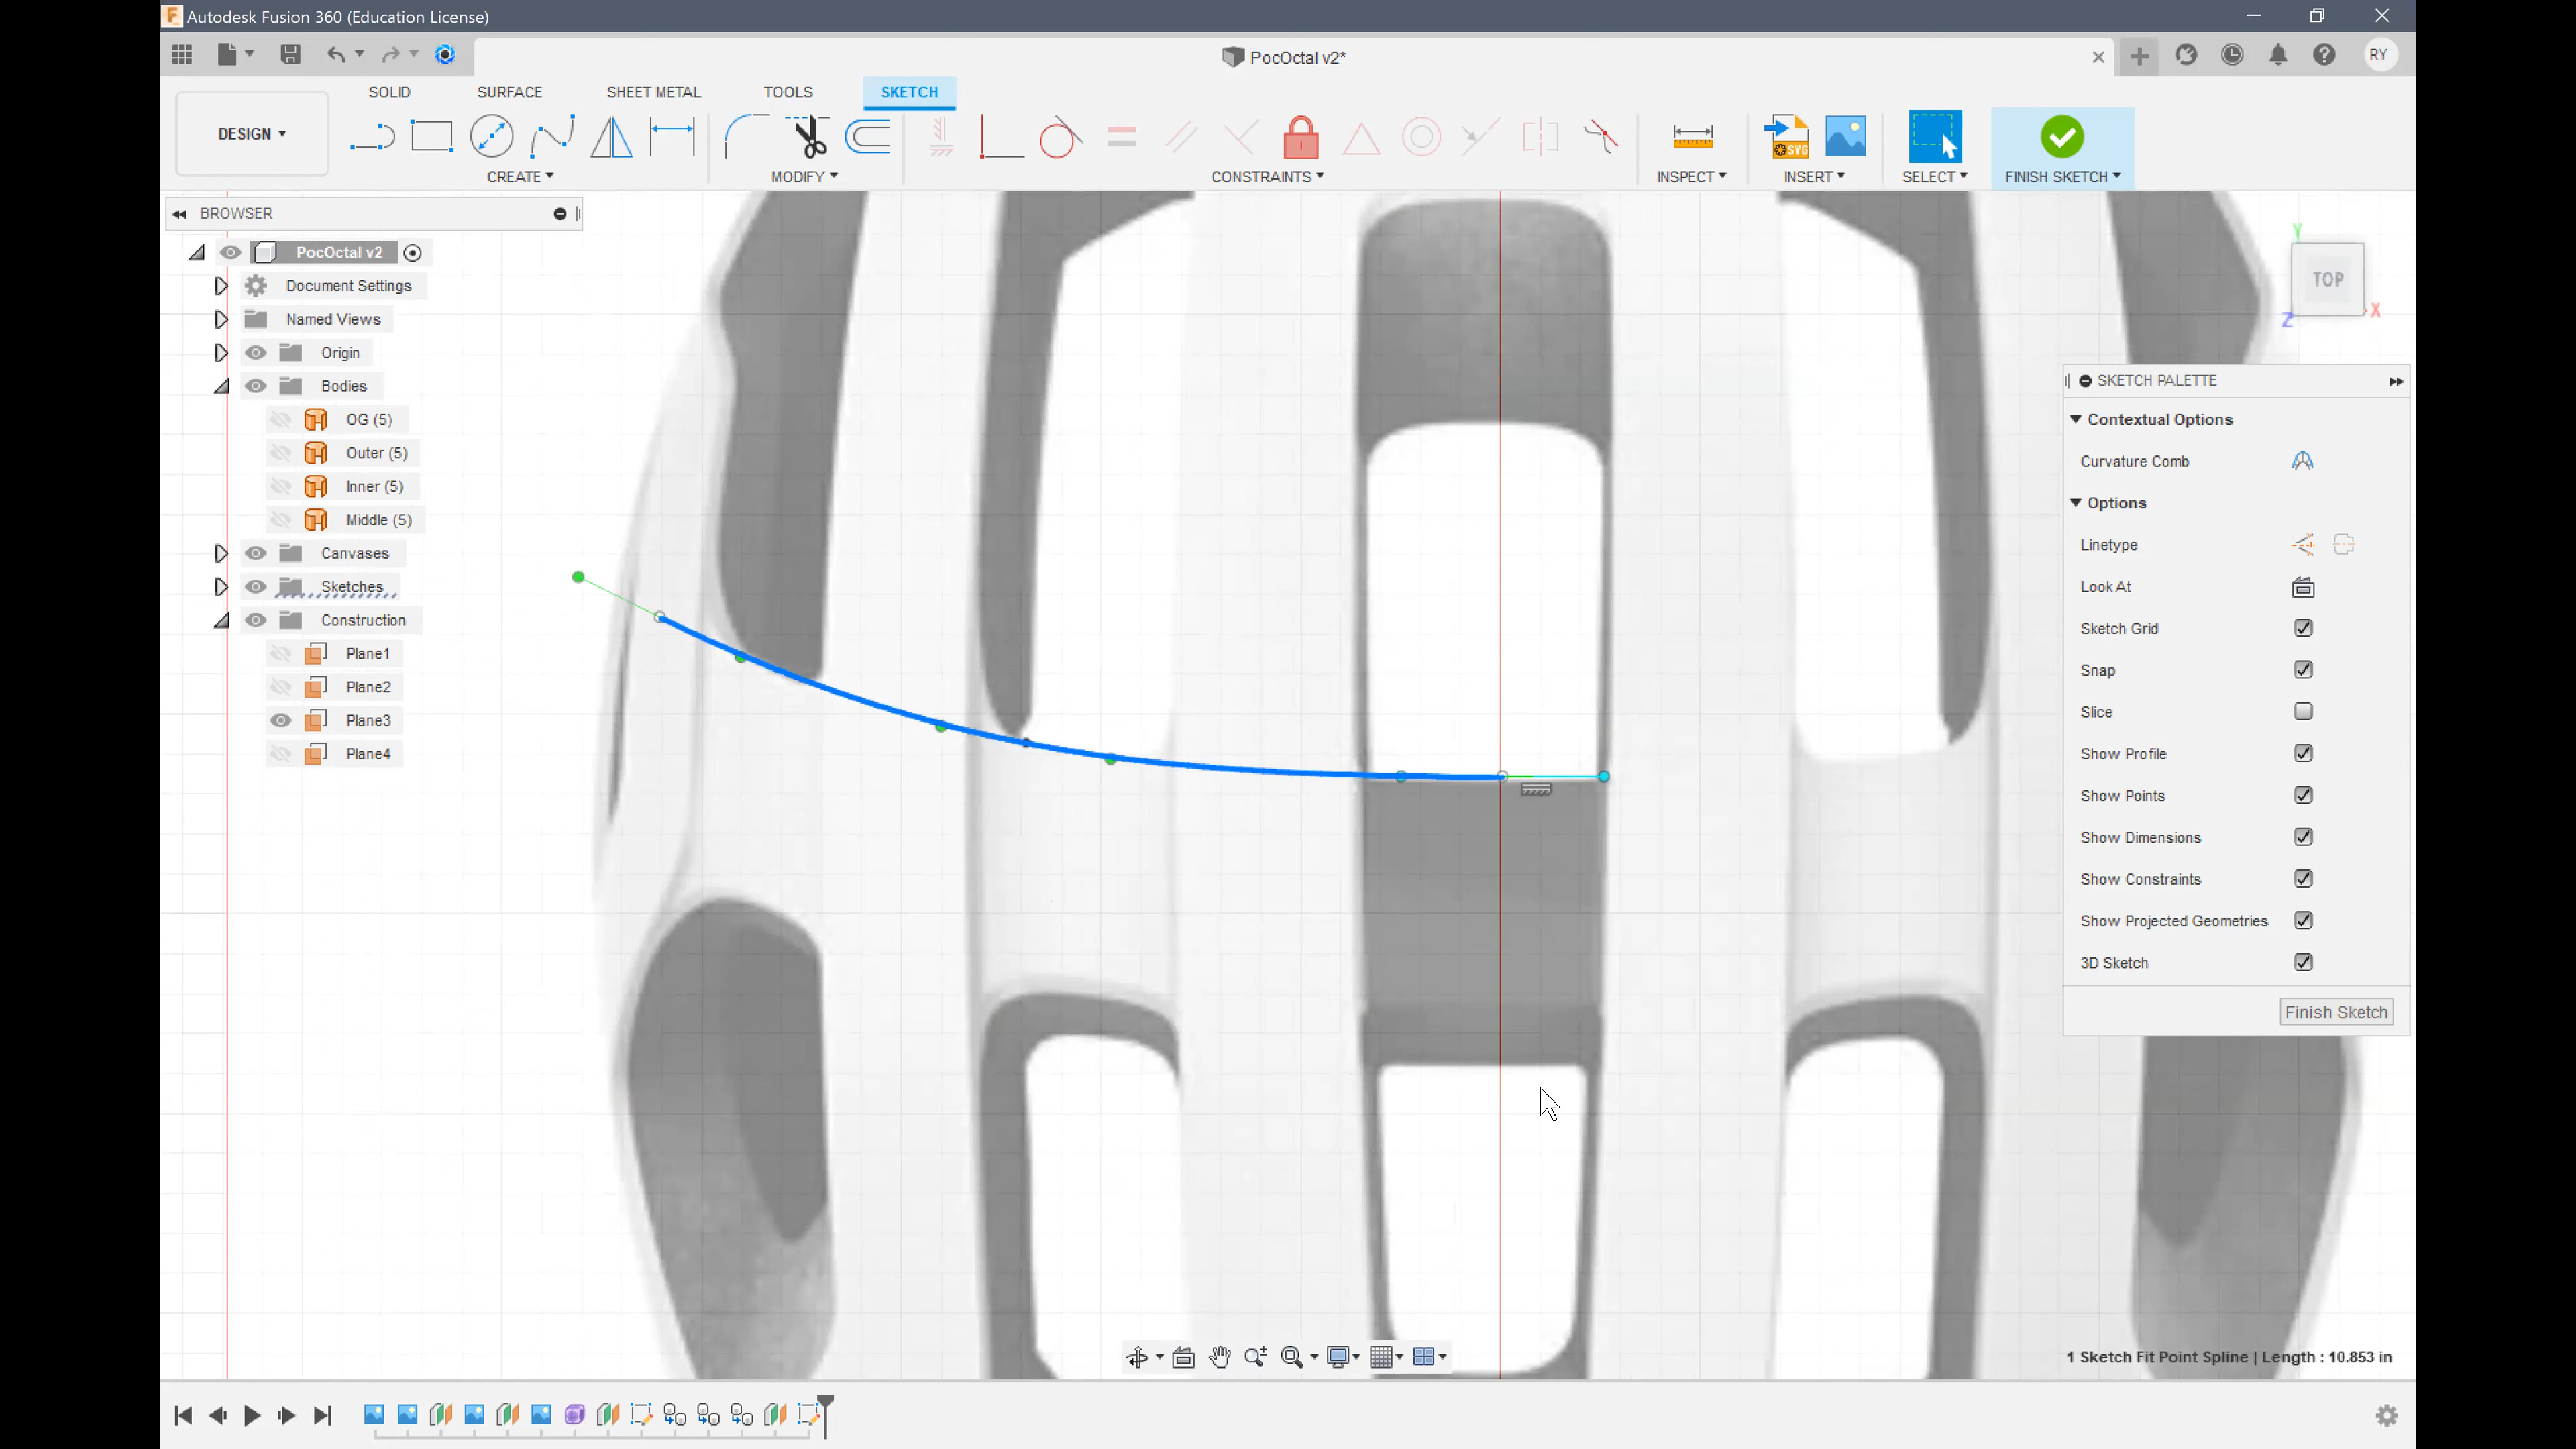 Autodesk Fusion 360 (Education License)
PocOctal v2*
RY
SOLID SURFACE SHEET METAL TOOLS SKETCH
DESIGN
SVG
CREATE MODIFY CONSTRAINTS INSPECT INSERT SELECT FINISH SKETCH
BROWSER
PocOctal v2
Document Settings
Named Views
Origin
Bodies
OG (5)
Outer (5)
Inner (5)
Middle (5)
Canvases
Sketches
Construction
Plane1
Plane2
Plane3
Plane4
Y
TOP
X
Z
SKETCH PALETTE
Contextual Options
Curvature Comb
Options
Linetype
Look At
Sketch Grid
Snap
Slice
Show Profile
Show Points
Show Dimensions
Show Constraints
Show Projected Geometries
3D Sketch
Finish Sketch
1 Sketch Fit Point Spline | Length : 10.853 in